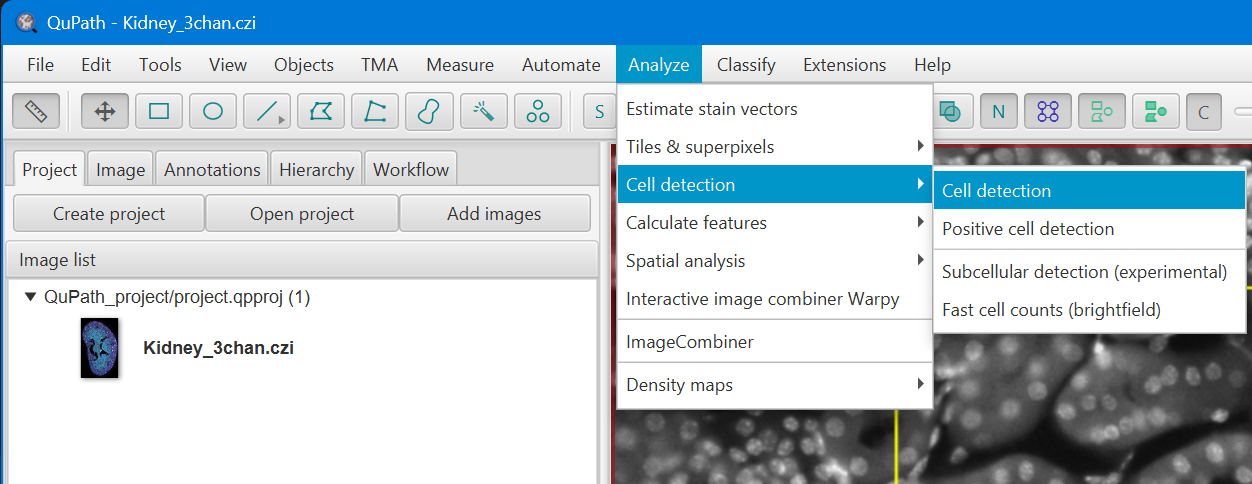 QuPath - Kidney_3chan.czi
File Edit Tools View Objects TMA Measure Automate Analyze Classify Extensions Help
S N C
Project Image Annotations Hierarchy Workflow
Create project Open project Add images
Image list
QuPath_project/project.qpproj (1)
Kidney_3chan.czi
Estimate stain vectors
Tiles & superpixels
Cell detection
Calculate features
Spatial analysis
Interactive image combiner Warpy
ImageCombiner
Density maps
Cell detection
Positive cell detection
Subcellular detection (experimental)
Fast cell counts (brightfield)